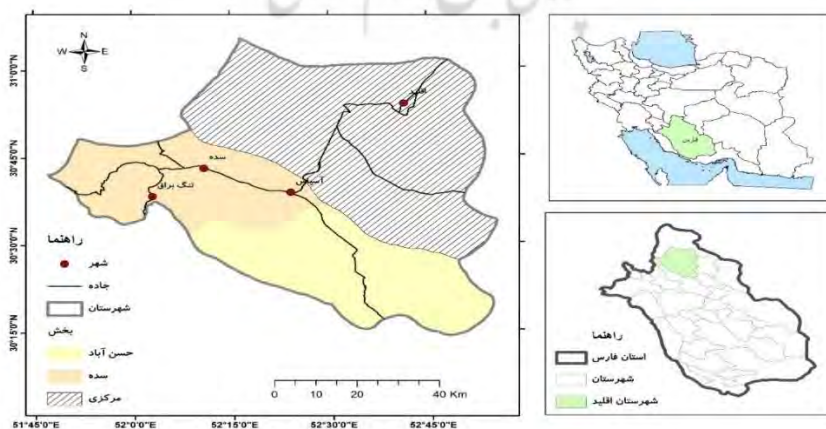 N
W E
S
31°0'0"N
30°45'0"N
30°30'0"N
30°15'0"N
اقلید
سده
آسپاس
تنگ براق
راهنما
شهر
جاده
شهرستان
بخش
حسن آباد
سده
مرکزی
0 10 20 40 Km
51°45'0"E 52°0'0"E 52°15'0"E 52°30'0"E 52°45'0"E
فارس
راهنما
استان فارس
شهرستان
شهرستان اقلید